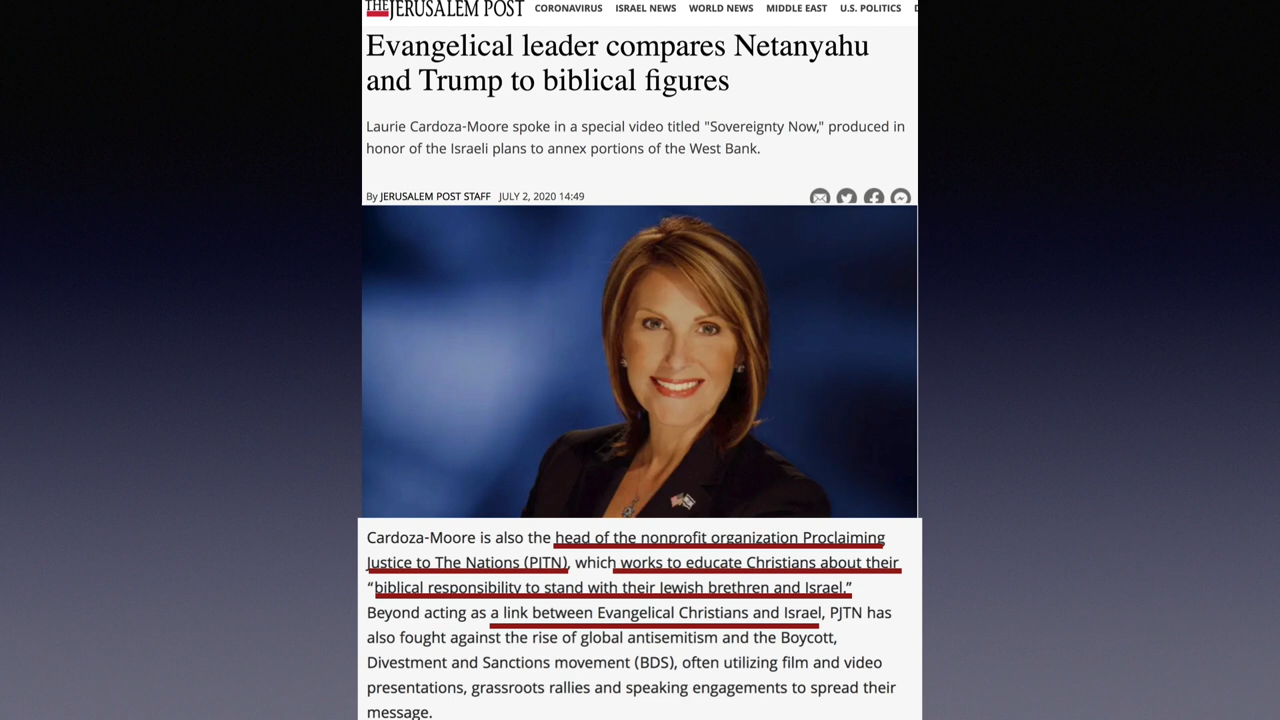 THE JERUSALEM POST CORONAVIRUS ISRAEL NEWS WORLD NEWS MIDDLE EAST U.S. POLITICS
Evangelical leader compares Netanyahu
and Trump to biblical figures
Laurie Cardoza-Moore spoke in a special video titled "Sovereignty Now," produced in
honor of the Israeli plans to annex portions of the West Bank.
By JERUSALEM POST STAFF JULY 2, 2020 14:49
Cardoza-Moore is also the head of the nonprofit organization Proclaiming
Justice to The Nations (PJTN), which works to educate Christians about their
“biblical responsibility to stand with their Jewish brethren and Israel.”
Beyond acting as a link between Evangelical Christians and Israel, PJTN has
also fought against the rise of global antisemitism and the Boycott,
Divestment and Sanctions movement (BDS), often utilizing film and video
presentations, grassroots rallies and speaking engagements to spread their
message.